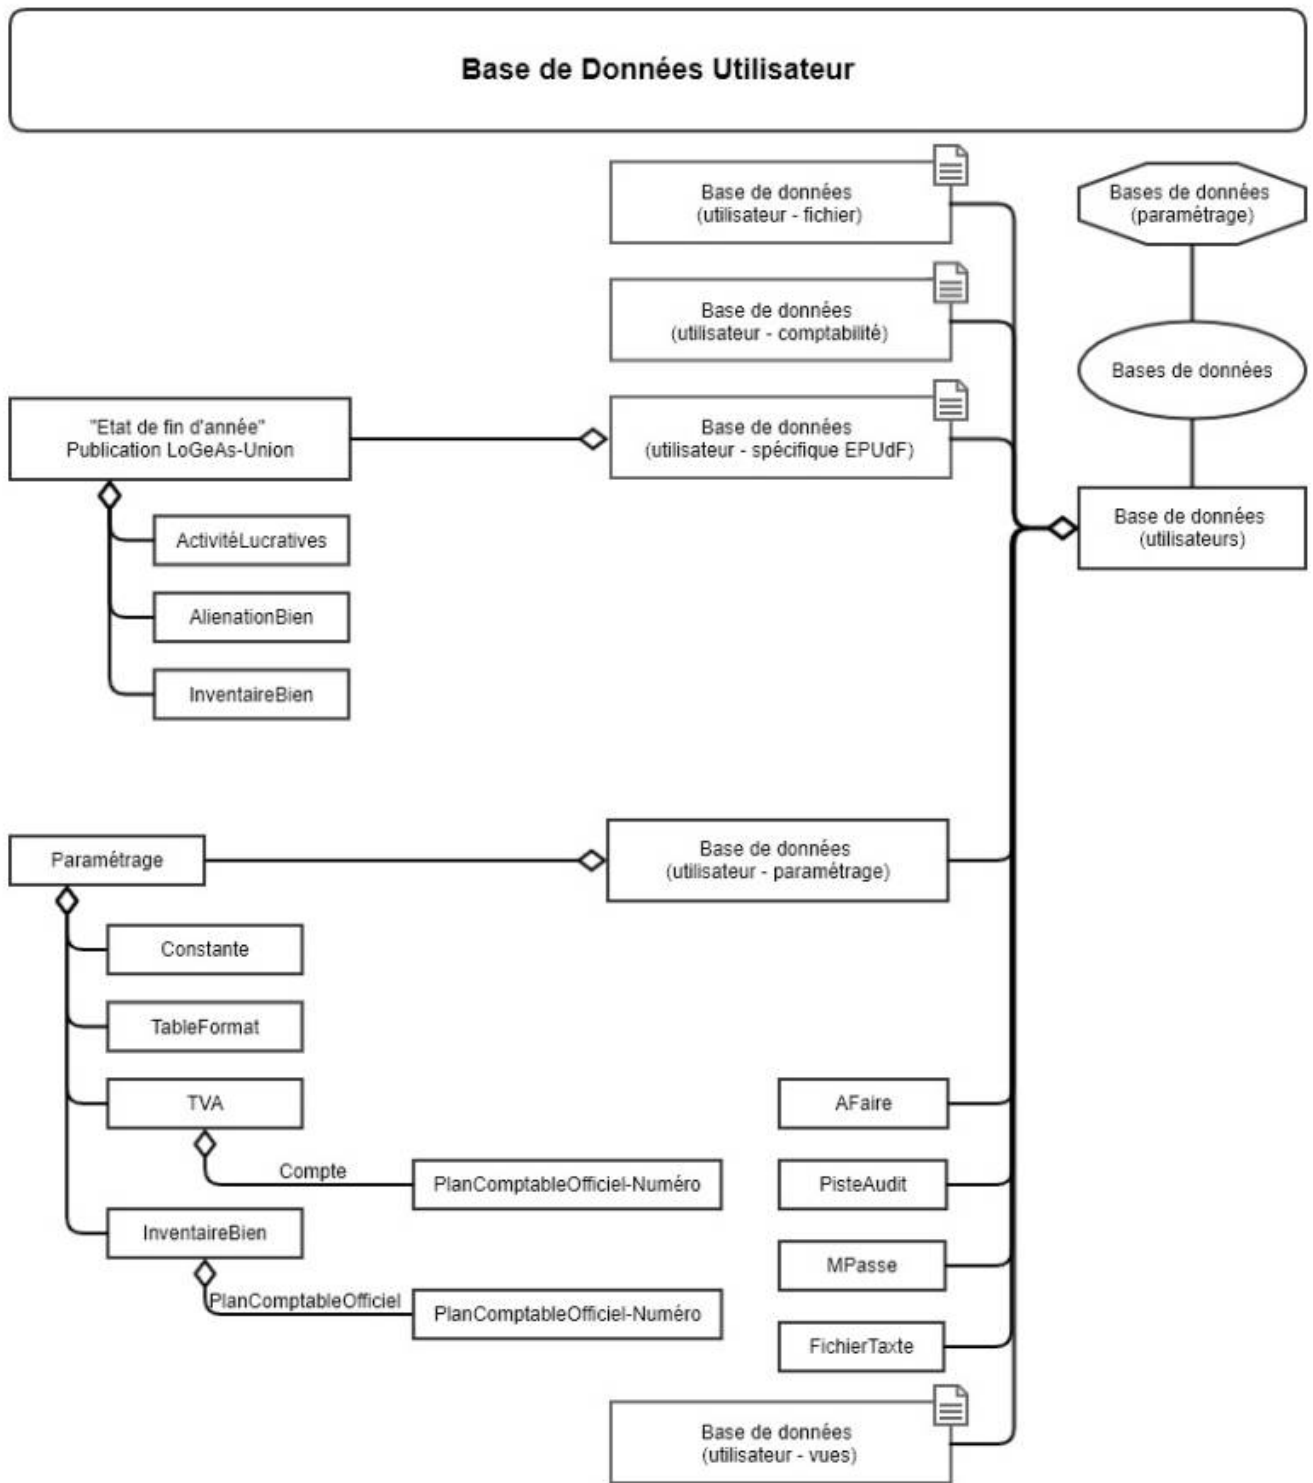 Base de Données Utilisateur
Base de données
(utilisateur - fichier)
Bases de données
(paramétrage)
Base de données
(utilisateur - comptabilité)
Bases de données
"Etat de fin d'année"
Publication LoGeAs-Union
Base de données
(utilisateur - spécifique EPUdF)
Base de données
(utilisateurs)
ActivitéLucratives
AlienationBien
InventaireBien
Paramétrage
Base de données
(utilisateur - paramétrage)
Constante
TableFormat
TVA
AFaire
Compte
PlanComptableOfficiel-Numéro
PisteAudit
InventaireBien
MPasse
PlanComptableOfficiel
PlanComptableOfficiel-Numéro
FichierTaxte
Base de données
(utilisateur - vues)